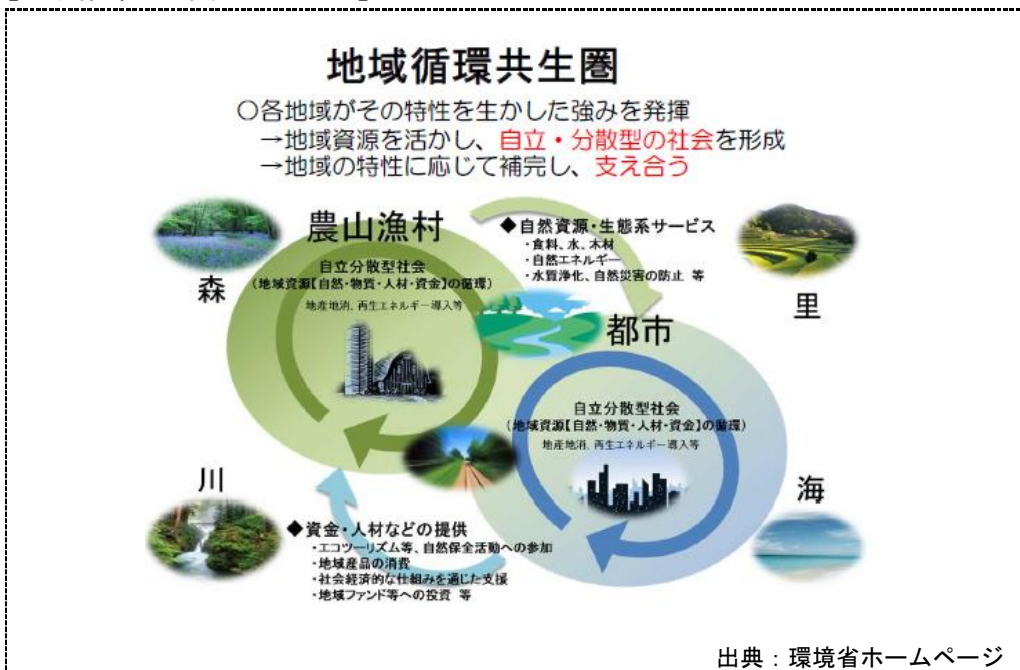 地域循環共生圏
○各地域がその特性を生かした強みを発揮
→地域資源を活かし、自立・分散型の社会を形成
→地域の特性に応じて補完し、支え合う
農山漁村
森
自立分散型社会
(地域資源【自然・物質・人材・資金】の循環)
地産地消、再生エネルギー導入等
◆自然資源・生態系サービス
・食料、水、木材
・自然エネルギー
・水質浄化、自然災害の防止 等
里
都市
自立分散型社会
(地域資源【自然・物質・人材・資金】の循環)
地産地消、再生エネルギー導入等
川
◆資金・人材などの提供
・エコツーリズム等、自然保全活動への参加
・地域産品の消費
・社会経済的な仕組みを通じた支援
・地域ファンド等への投資 等
海
出典：環境省ホームページ